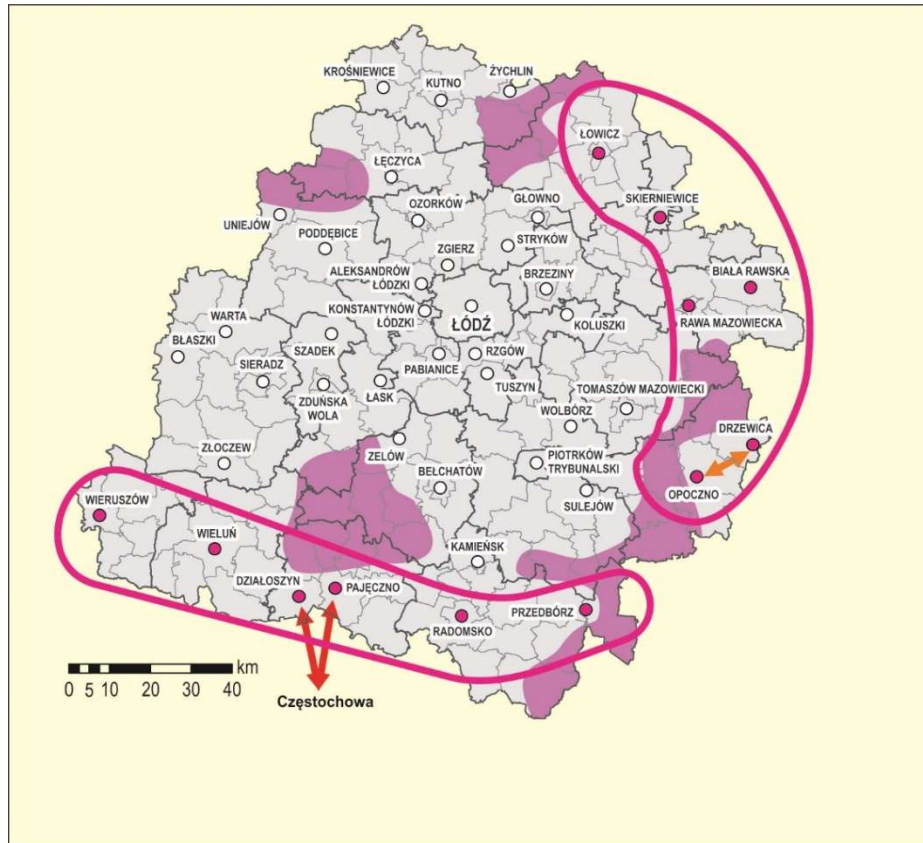 KROŚNIEWICE
KUTNO
ŻYCHLIN
ŁOWICZ
ŁĘCZYCA
SKIERNIEWICE
UNIEJÓW
OZORKÓW
GŁOWNO
PODDĘBICE
STRYKÓW
ZGIERZ
ALEKSANDRÓW
ŁÓDZKI
BRZEZINY
BIAŁA RAWSKA
KONSTANTYNÓW
ŁÓDZKI
ŁÓDŹ
KOLUSZKI
RAWA MAZOWIECKA
WARTA
BŁASZKI
SZADEK
SIERADZ
PABIANICE
RZGÓW
TUSZYN
ZDUŃSKA
WOLA
ŁASK
TOMASZÓW MAZOWIECKI
WOLBÓRZ
DRZEWICA
ZŁOCZEW
ZELÓW
BEŁCHATÓW
PIOTRKÓW
TRYBUNALSKI
OPOCZNO
SULEJÓW
WIERUSZÓW
WIELUŃ
KAMIEŃSK
DZIAŁOSZYN
PAJĘCZNO
RADOMSKO
PRZEDBÓRZ
km
0 5 10 20 30 40
Częstochowa